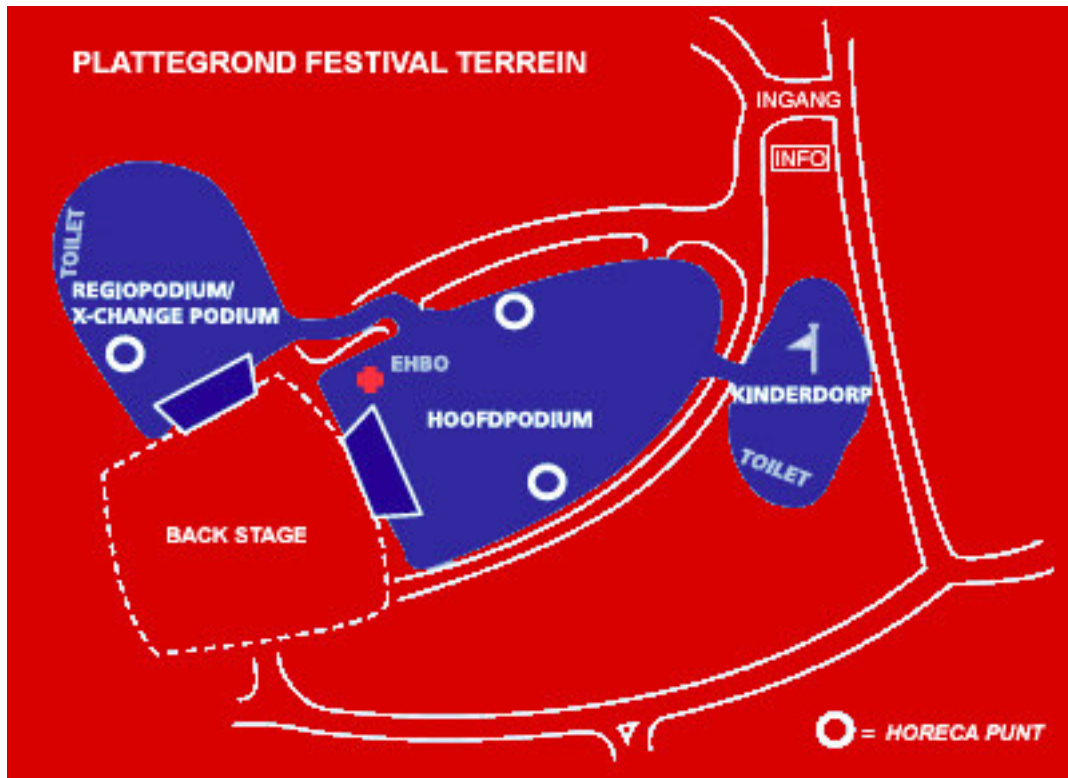 PLATTEGROND FESTIVAL TERREIN
INGANG
INFO
TOILET
REGIOPODIUM/
X-CHANGE PODIUM
EHBO
KINDERDORP
HOOFDPODIUM
TOILET
BACK STAGE
= HORECA PUNT